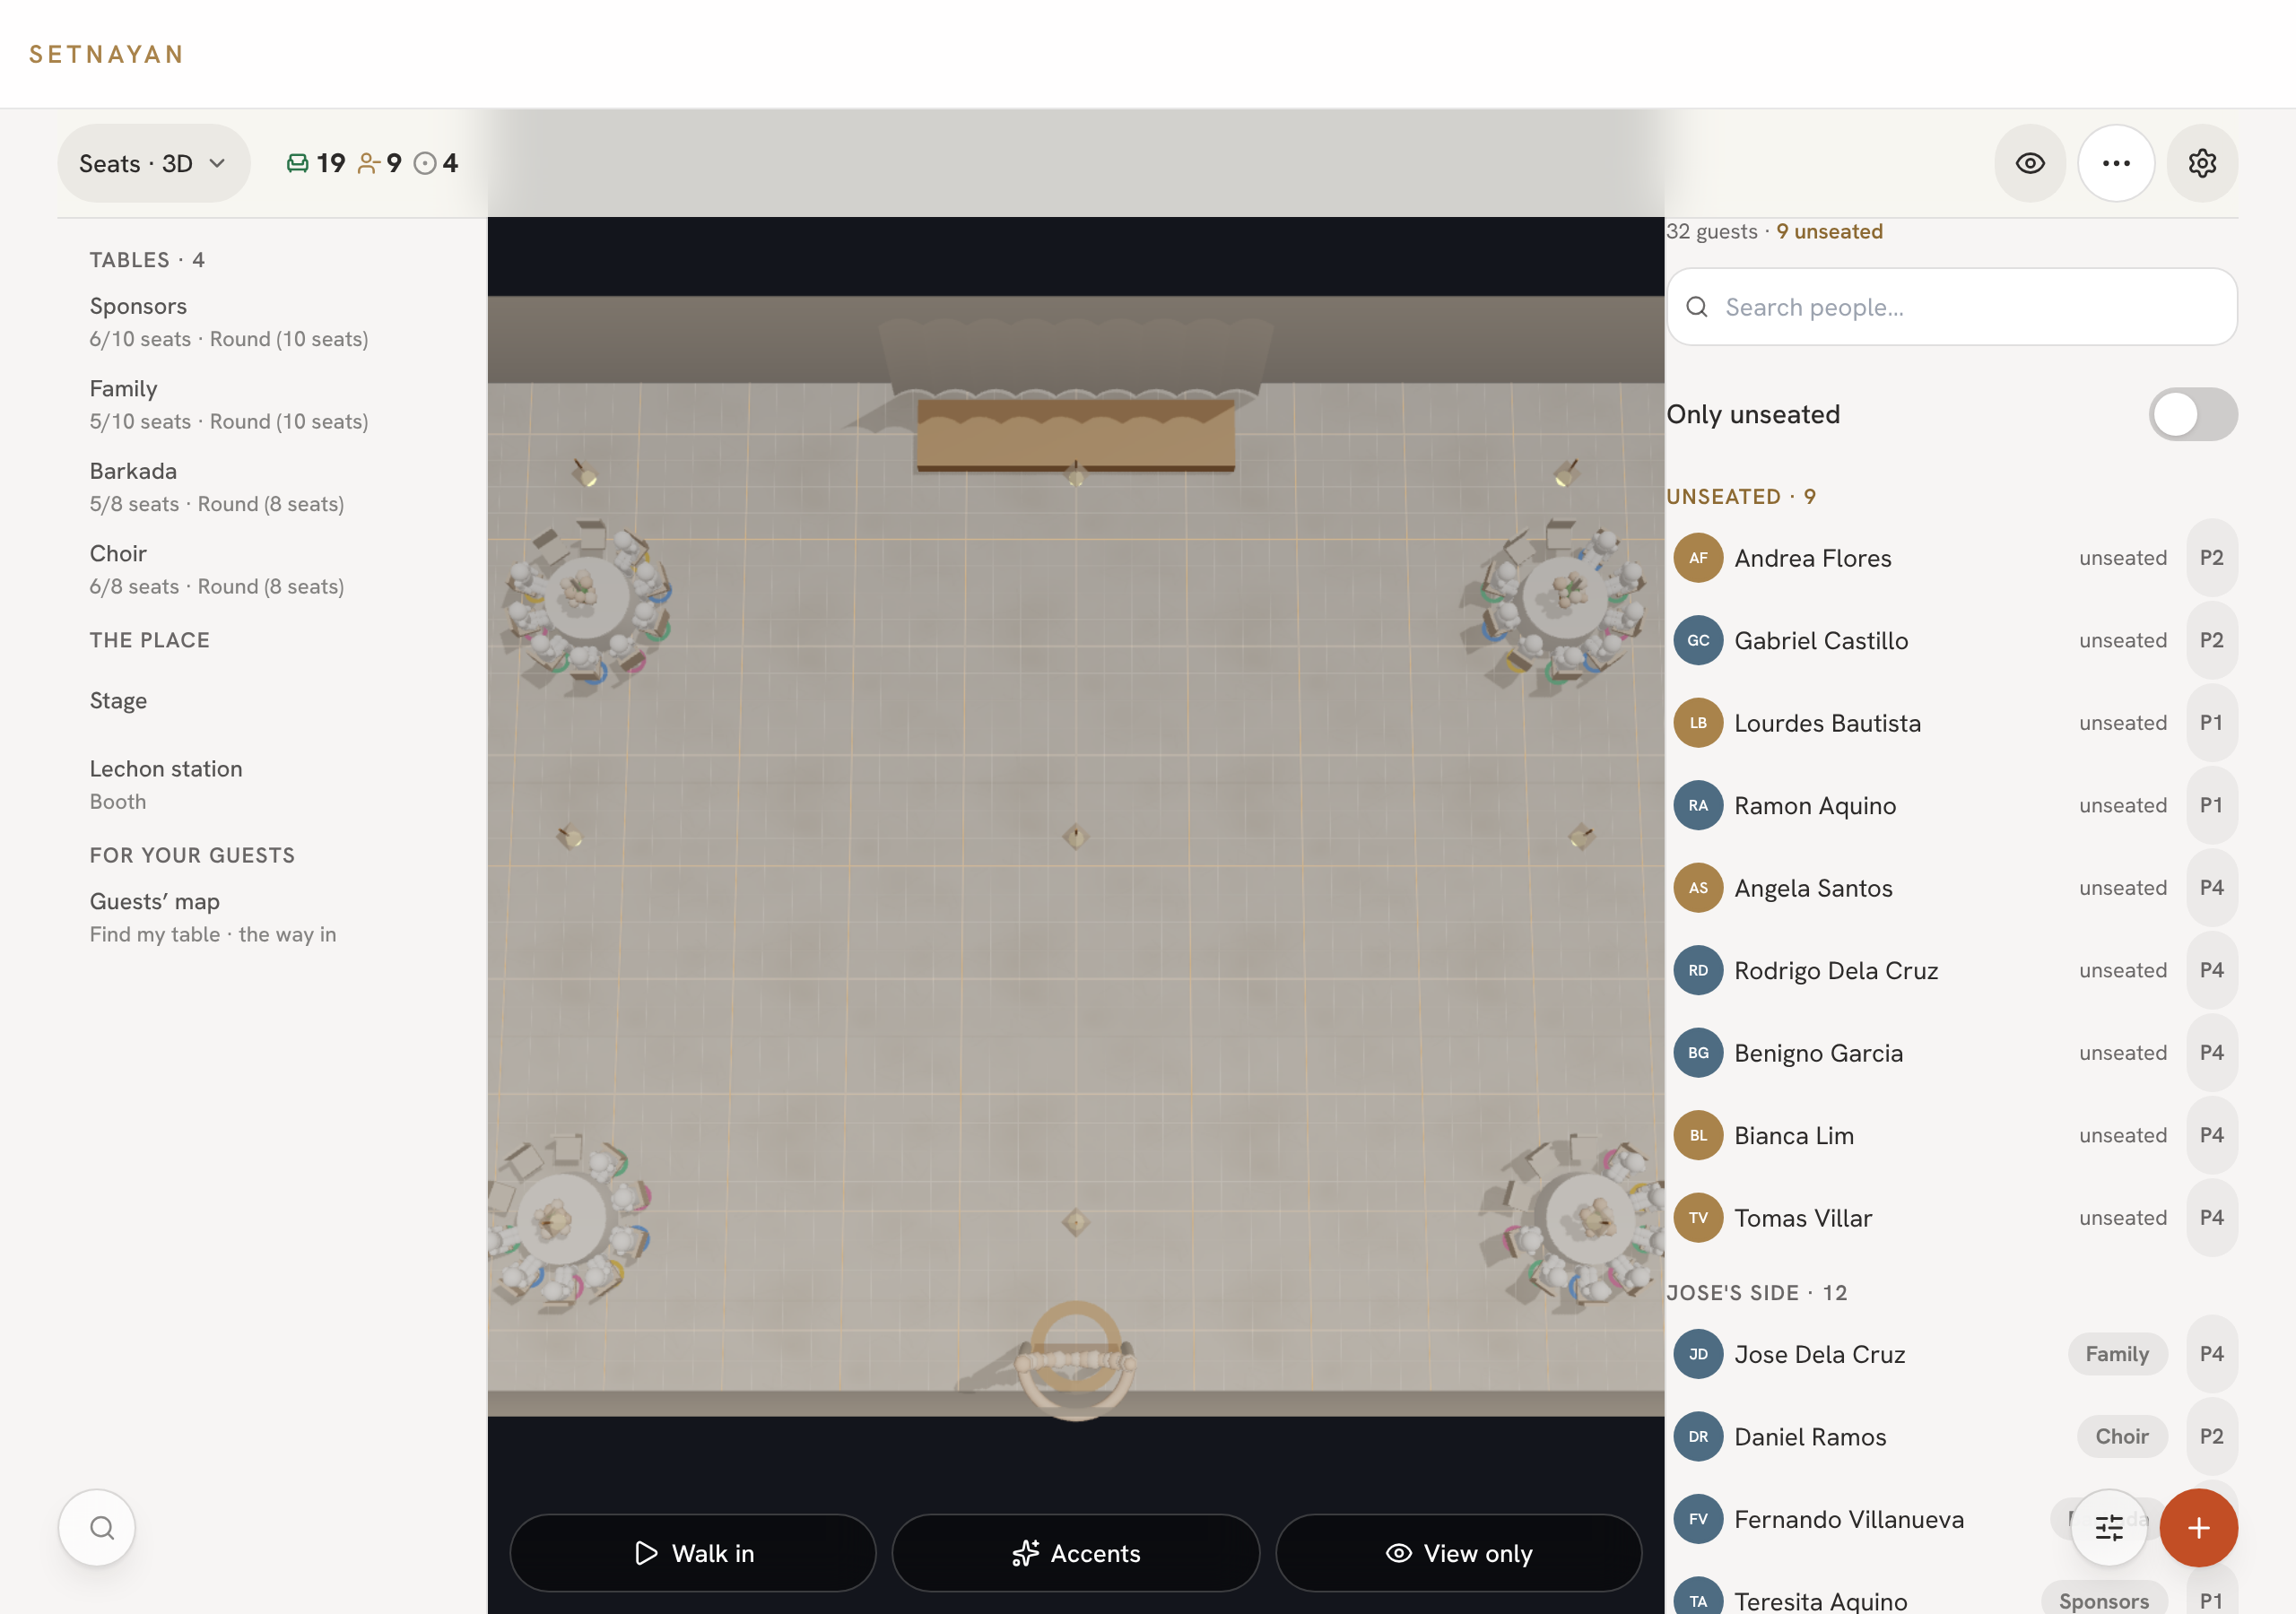 SETNAYAN
Seats · 3D
19 9 4
TABLES · 4
Sponsors
6/10 seats · Round (10 seats)
Family
5/10 seats · Round (10 seats)
Barkada
5/8 seats · Round (8 seats)
Choir
6/8 seats · Round (8 seats)
THE PLACE
Stage
Lechon station
Booth
FOR YOUR GUESTS
Guests’ map
Find my table · the way in
Walk in
Accents
View only
32 guests · 9 unseated
Search people...
Only unseated
UNSEATED · 9
AF Andrea Flores unseated P2
GC Gabriel Castillo unseated P2
LB Lourdes Bautista unseated P1
RA Ramon Aquino unseated P1
AS Angela Santos unseated P4
RD Rodrigo Dela Cruz unseated P4
BG Benigno Garcia unseated P4
BL Bianca Lim unseated P4
TV Tomas Villar unseated P4
JOSE'S SIDE · 12
JD Jose Dela Cruz Family P4
DR Daniel Ramos Choir P2
FV Fernando Villanueva
TA Teresita Aquino Sponsors P1